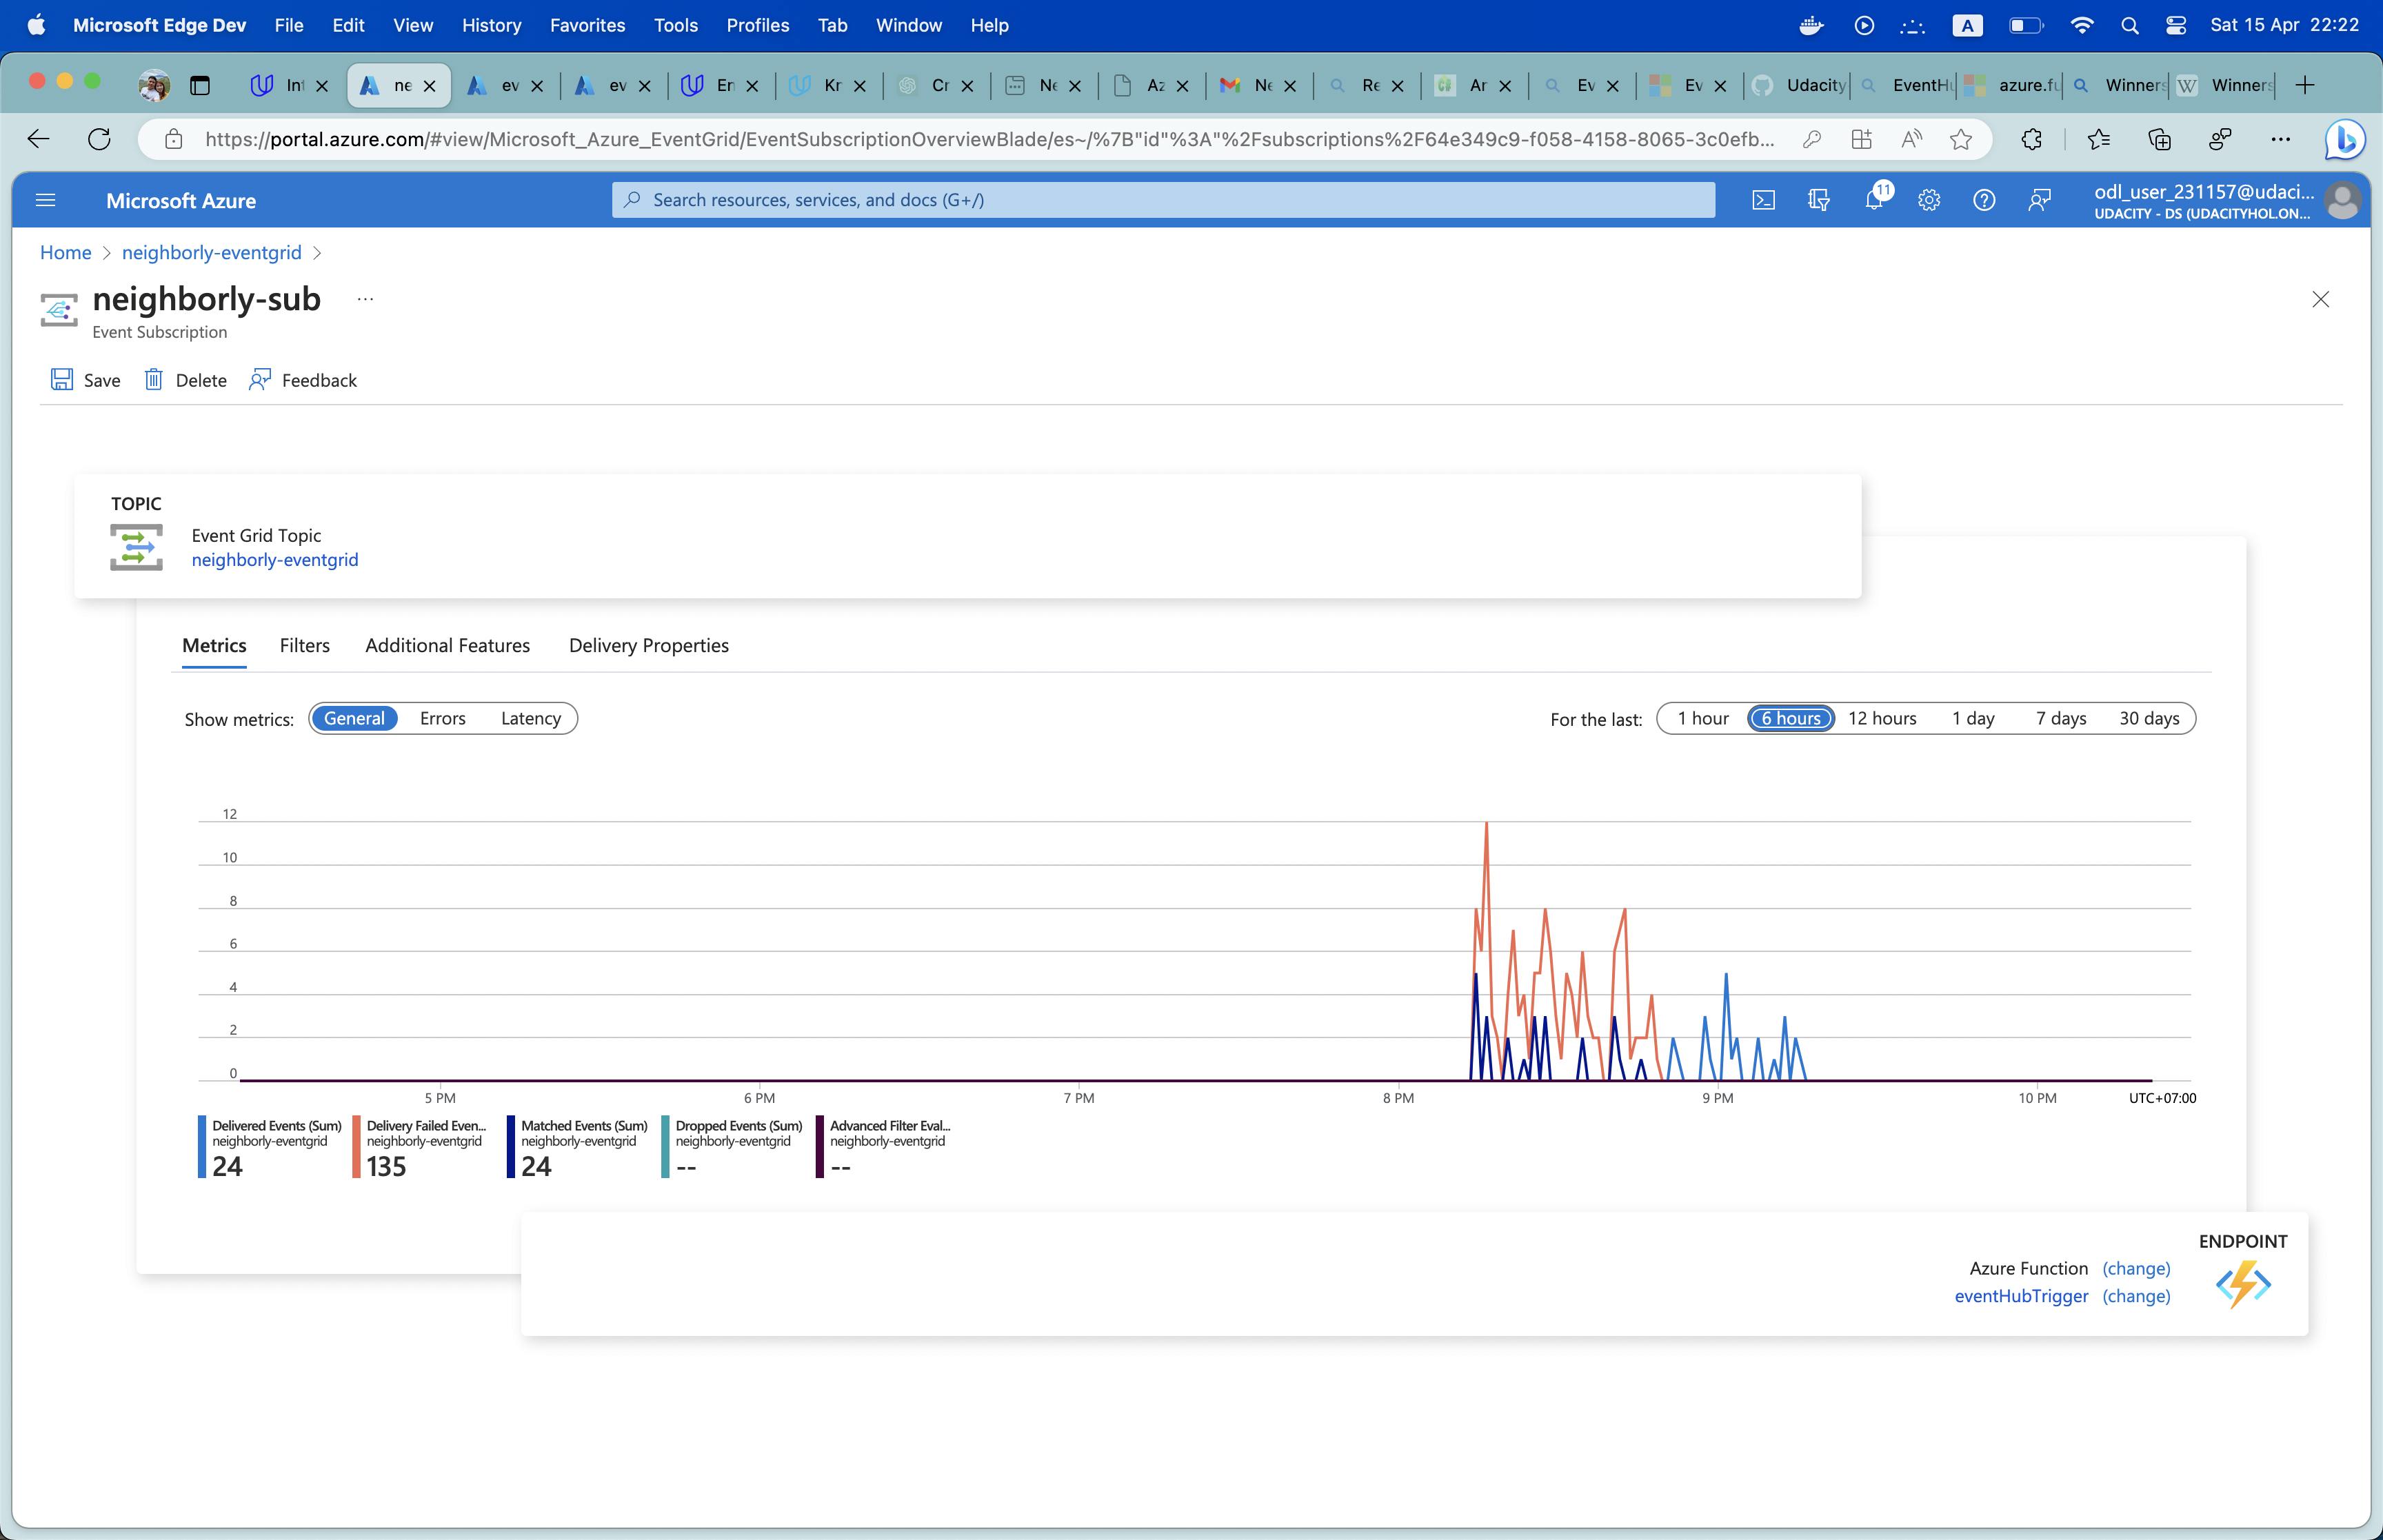 Microsoft Edge Dev File Edit View History Favorites Tools Profiles Tab Window Help A Sat 15 Apr 22:22
Int ne ev ev En Kr Cr Ne Az Ne Re Ar Ev Ev Udacity EventHu azure.fu Winners W Winners
https://portal.azure.com/#view/Microsoft_Azure_EventGrid/EventSubscriptionOverviewBlade/es~/%7B"id"%3A"%2Fsubscriptions%2F64e349c9-f058-4158-8065-3c0efb...
Microsoft Azure
Search resources, services, and docs (G+/)
11
odl_user_231157@udaci...
UDACITY - DS (UDACITYHOL.ON...
Home > neighborly-eventgrid >
neighborly-sub ...
Event Subscription
Save Delete Feedback
TOPIC
Event Grid Topic
neighborly-eventgrid
Metrics Filters Additional Features Delivery Properties
Show metrics: General Errors Latency
For the last: 1 hour 6 hours 12 hours 1 day 7 days 30 days
12
10
8
6
4
2
0
5 PM 6 PM 7 PM 8 PM 9 PM 10 PM UTC+07:00
Delivered Events (Sum)
neighborly-eventgrid
24
Delivery Failed Even...
neighborly-eventgrid
135
Matched Events (Sum)
neighborly-eventgrid
24
Dropped Events (Sum)
neighborly-eventgrid
--
Advanced Filter Eval...
neighborly-eventgrid
--
ENDPOINT
Azure Function (change)
eventHubTrigger (change)